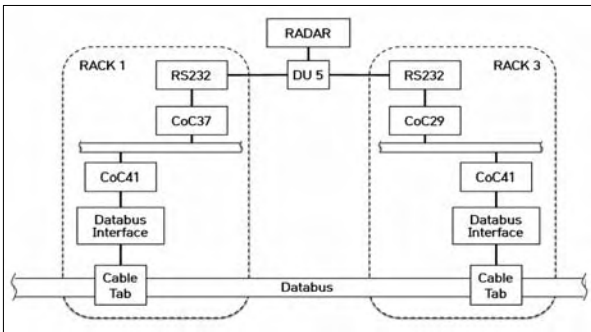 RADAR
RACK 1
RS232
DU 5
RS232
RACK 3
CoC37
CoC29
CoC41
CoC41
Databus
Interface
Databus
Interface
Cable
Tab
Databus
Cable
Tab